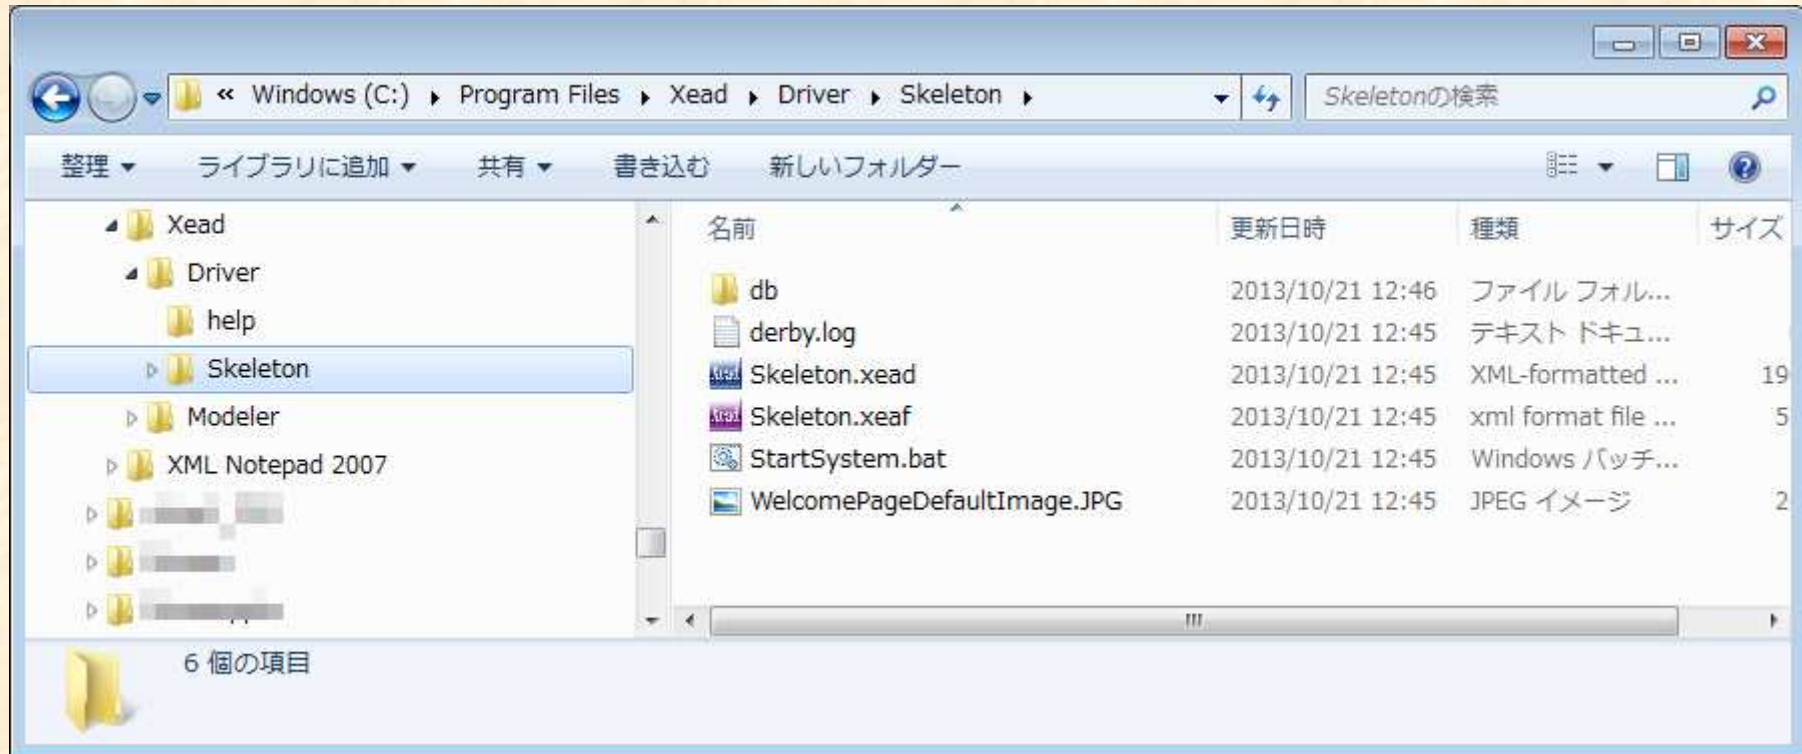 « Windows (C:) ▸ Program Files ▸ Xead ▸ Driver ▸ Skeleton ▸
Skeletonの検索
整理 ライブラリに追加 共有 書き込む 新しいフォルダー
Xead
Driver
help
Skeleton
Modeler
XML Notepad 2007
名前 更新日時 種類 サイズ
db 2013/10/21 12:46 ファイル フォル...
derby.log 2013/10/21 12:45 テキスト ドキュ...
Skeleton.xead 2013/10/21 12:45 XML-formatted ... 19
Skeleton.xeaf 2013/10/21 12:45 xml format file ... 5
StartSystem.bat 2013/10/21 12:45 Windows バッチ...
WelcomePageDefaultImage.JPG 2013/10/21 12:45 JPEG イメージ 2
6 個の項目